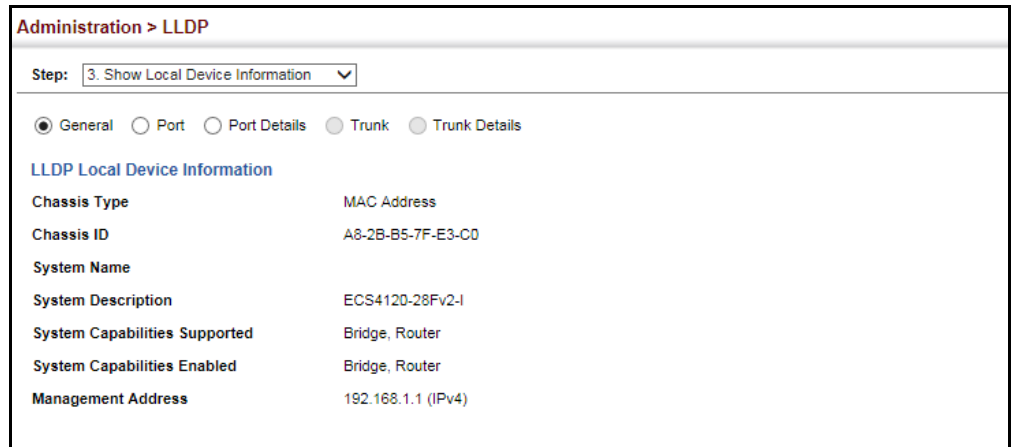 Administration > LLDP
Step: 3. Show Local Device Information
General Port Port Details Trunk Trunk Details
LLDP Local Device Information
Chassis Type MAC Address
Chassis ID A8-2B-B5-7F-E3-C0
System Name
System Description ECS4120-28Fv2-I
System Capabilities Supported Bridge, Router
System Capabilities Enabled Bridge, Router
Management Address 192.168.1.1 (IPv4)